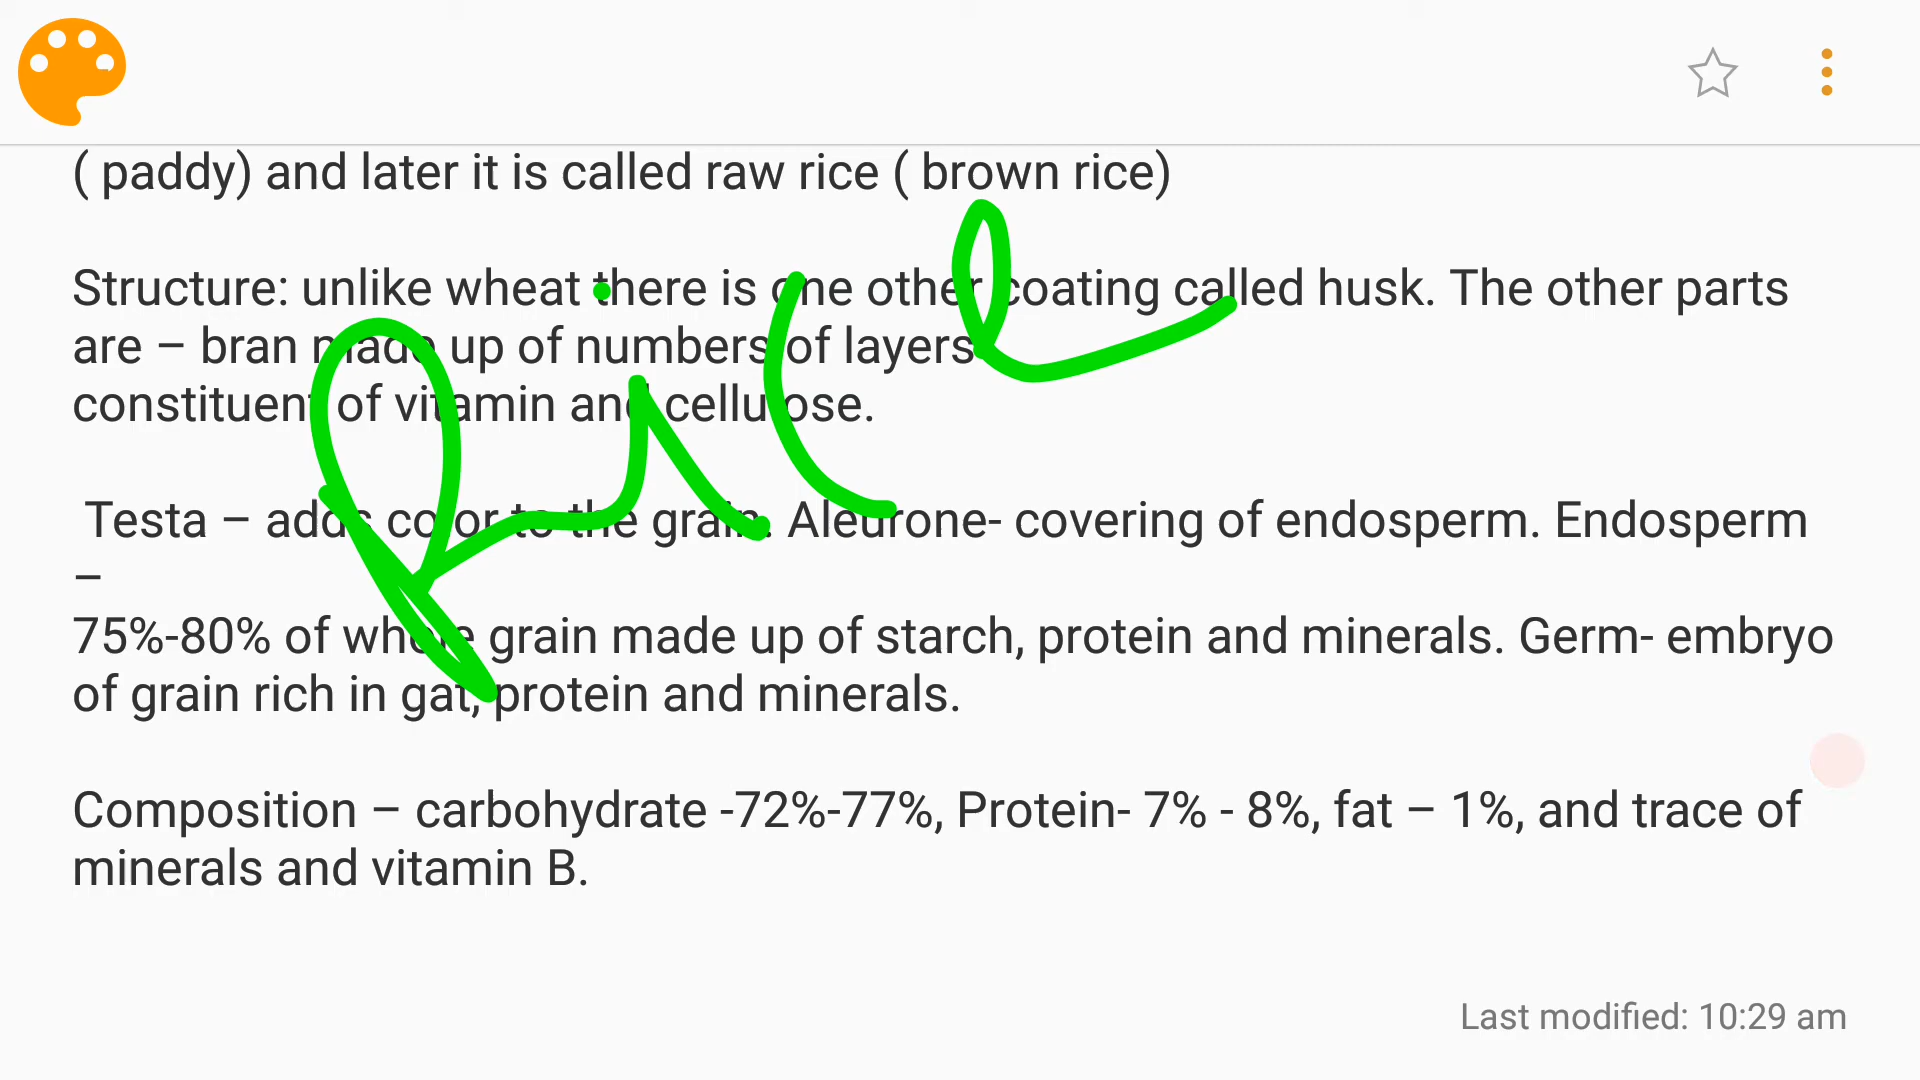 ( paddy) and later it is called raw rice ( brown rice)
Structure: unlike wheat there is one other coating called husk. The other parts
are – bran made up of numbers of layers
constituent of vitamin and cellulose.
Testa – adds color to the grain. Aleurone- covering of endosperm. Endosperm
–
75%-80% of whole grain made up of starch, protein and minerals. Germ- embryo
of grain rich in gat, protein and minerals.
Composition – carbohydrate -72%-77%, Protein- 7% - 8%, fat – 1%, and trace of
minerals and vitamin B.
Rice
Last modified: 10:29 am